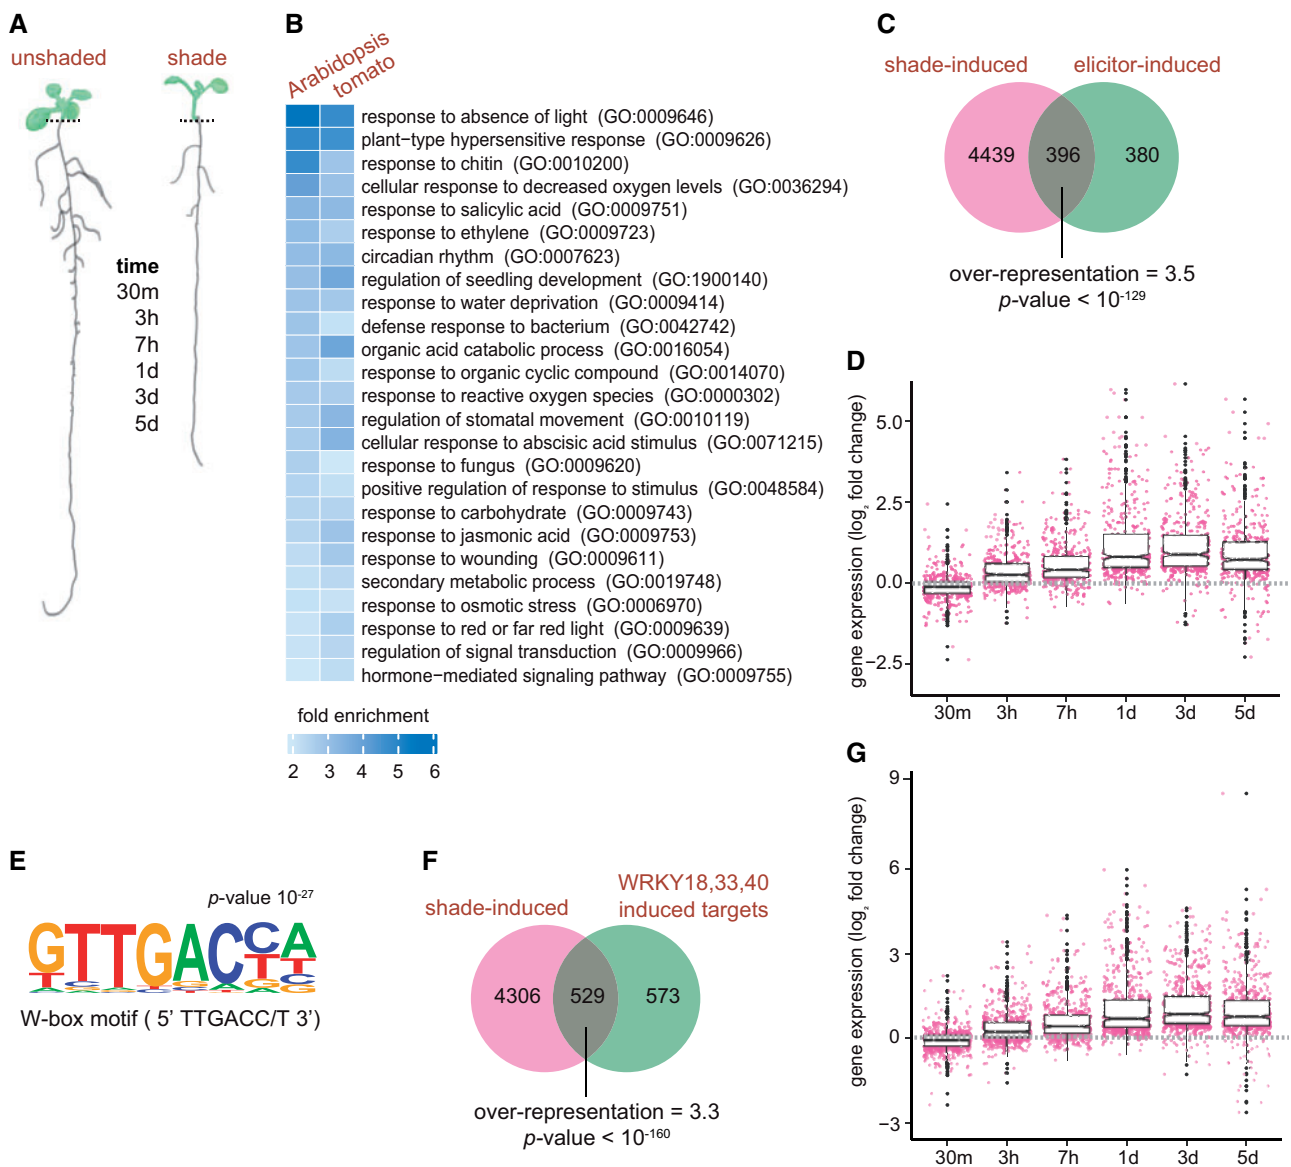 A
unshaded
shade
time
30m
3h
7h
1d
3d
5d
B
Arabidopsis
tomato
response to absence of light (GO:0009646)
plant−type hypersensitive response (GO:0009626)
response to chitin (GO:0010200)
cellular response to decreased oxygen levels (GO:0036294)
response to salicylic acid (GO:0009751)
response to ethylene (GO:0009723)
circadian rhythm (GO:0007623)
regulation of seedling development (GO:1900140)
response to water deprivation (GO:0009414)
defense response to bacterium (GO:0042742)
organic acid catabolic process (GO:0016054)
response to organic cyclic compound (GO:0014070)
response to reactive oxygen species (GO:0000302)
regulation of stomatal movement (GO:0010119)
cellular response to abscisic acid stimulus (GO:0071215)
response to fungus (GO:0009620)
positive regulation of response to stimulus (GO:0048584)
response to carbohydrate (GO:0009743)
response to jasmonic acid (GO:0009753)
response to wounding (GO:0009611)
secondary metabolic process (GO:0019748)
response to osmotic stress (GO:0006970)
response to red or far red light (GO:0009639)
regulation of signal transduction (GO:0009966)
hormone−mediated signaling pathway (GO:0009755)
fold enrichment
2 3 4 5 6
C
shade-induced
elicitor-induced
4439 396 380
over-representation = 3.5
p-value < 10⁻¹²⁹
D
gene expression (log₂ fold change)
5.0
2.5
0.0
−2.5
30m 3h 7h 1d 3d 5d
E
p-value 10⁻²⁷
GTTGACCA
W-box motif ( 5' TTGACC/T 3')
F
shade-induced
WRKY18,33,40
induced targets
4306 529 573
over-representation = 3.3
p-value < 10⁻¹⁶⁰
G
gene expression (log₂ fold change)
9
6
3
0
−3
30m 3h 7h 1d 3d 5d